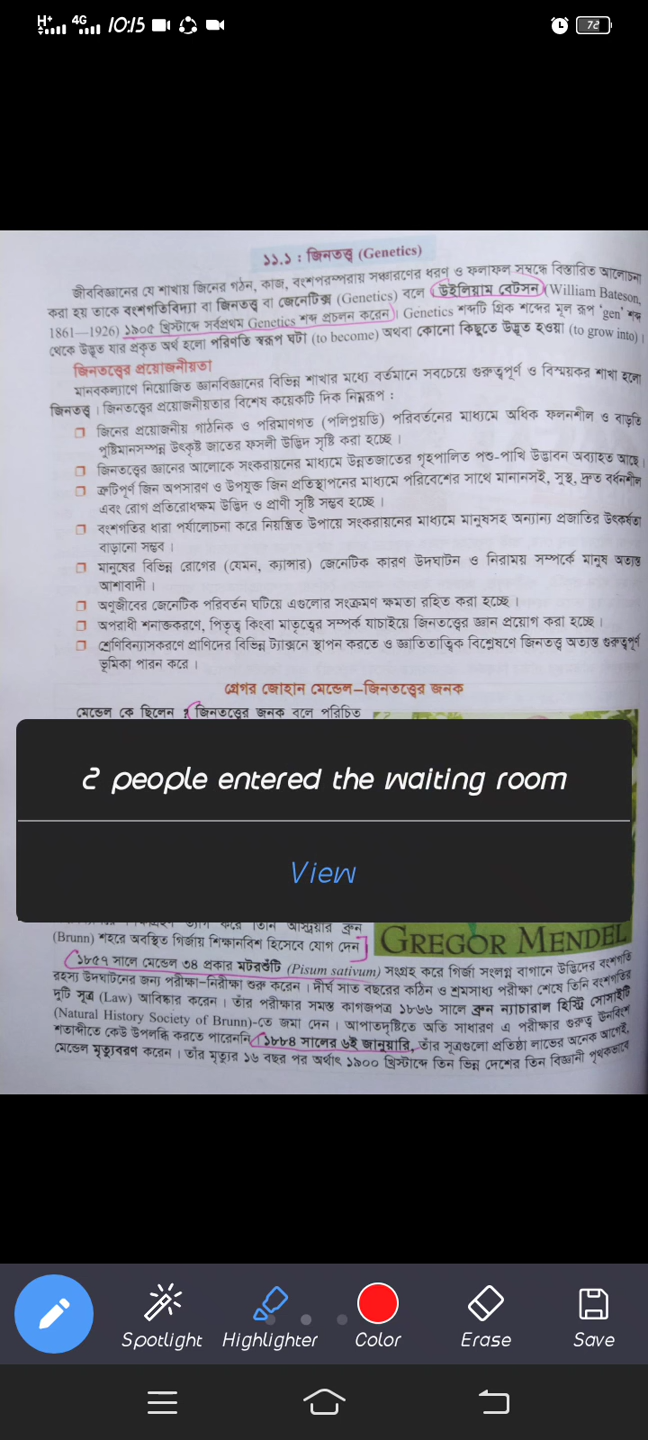 H+ 4G 10:15 72
১১.১ : জিনতত্ত্ব (Genetics)
জীববিজ্ঞানের যে শাখায় জিনের গঠন, কাজ, বংশপরম্পরায় সঞ্চারণের ধরণ ও ফলাফল সম্বন্ধে বিস্তারিত আলোচনা
করা হয় তাকে বংশগতিবিদ্যা বা জিনতত্ত্ব বা জেনেটিক্স (Genetics) বলে। উইলিয়াম বেটসন (William Bateson,
1861–1926) ১৯০৫ খ্রিস্টাব্দে সর্বপ্রথম Genetics শব্দ প্রচলন করেন। Genetics শব্দটি গ্রিক শব্দের মূল রূপ 'gen' শব্দ
থেকে উদ্ভূত যার প্রকৃত অর্থ হলো পরিণতি স্বরূপ ঘটা (to become) অথবা কোনো কিছুতে উদ্ভূত হওয়া (to grow into)।
জিনতত্ত্বের প্রয়োজনীয়তা
মানবকল্যাণে নিয়োজিত জ্ঞানবিজ্ঞানের বিভিন্ন শাখার মধ্যে বর্তমানে সবচেয়ে গুরুত্বপূর্ণ ও বিস্ময়কর শাখা হলো
জিনতত্ত্ব। জিনতত্ত্বের প্রয়োজনীয়তার বিশেষ কয়েকটি দিক নিম্নরূপ :
জিনের প্রয়োজনীয় গাঠনিক ও পরিমাণগত (পলিপ্লয়ডি) পরিবর্তনের মাধ্যমে অধিক ফলনশীল ও বাড়তি
পুষ্টিমানসম্পন্ন উৎকৃষ্ট জাতের ফসলী উদ্ভিদ সৃষ্টি করা হচ্ছে।
জিনতত্ত্বের জ্ঞানের আলোকে সংকরায়নের মাধ্যমে উন্নতজাতের গৃহপালিত পশু-পাখি উদ্ভাবন অব্যাহত আছে।
ত্রুটিপূর্ণ জিন অপসারণ ও উপযুক্ত জিন প্রতিস্থাপনের মাধ্যমে পরিবেশের সাথে মানানসই, সুস্থ, দ্রুত বর্ধনশীল
এবং রোগ প্রতিরোধক্ষম উদ্ভিদ ও প্রাণী সৃষ্টি সম্ভব হচ্ছে।
বংশগতির ধারা পর্যালোচনা করে নিয়ন্ত্রিত উপায়ে সংকরায়নের মাধ্যমে মানুষসহ অন্যান্য প্রজাতির উৎকর্ষতা
বাড়ানো সম্ভব।
মানুষের বিভিন্ন রোগের (যেমন, ক্যান্সার) জেনেটিক কারণ উদঘাটন ও নিরাময় সম্পর্কে মানুষ অত্যন্ত
আশাবাদী।
অণুজীবের জেনেটিক পরিবর্তন ঘটিয়ে এগুলোর সংক্রমণ ক্ষমতা রহিত করা হচ্ছে।
অপরাধী শনাক্তকরণে, পিতৃত্ব কিংবা মাতৃত্বের সম্পর্ক যাচাইয়ে জিনতত্ত্বের জ্ঞান প্রয়োগ করা হচ্ছে।
শ্রেণিবিন্যাসকরণে প্রাণিদের বিভিন্ন ট্যাক্সনে স্থাপন করতে ও জ্ঞাতিতাত্ত্বিক বিশ্লেষণে জিনতত্ত্ব অত্যন্ত গুরুত্বপূর্ণ
ভূমিকা পালন করে।
গ্রেগর জোহান মেন্ডেল–জিনতত্ত্বের জনক
মেন্ডেল কে ছিলেন ? জিনতত্ত্বের জনক বলে পরিচিত
2 people entered the waiting room
View
করে তিনি অস্ট্রিয়ার ব্রুন
(Brunn) শহরে অবস্থিত গির্জায় শিক্ষানবিশ হিসেবে যোগ দেন
GREGOR MENDEL
১৮৫৭ সালে মেন্ডেল ৩৪ প্রকার মটরশুঁটি (Pisum sativum) সংগ্রহ করে গির্জা সংলগ্ন বাগানে উদ্ভিদের বংশগতি
রহস্য উদঘাটনের জন্য পরীক্ষা-নিরীক্ষা শুরু করেন। দীর্ঘ সাত বছরের কঠিন ও শ্রমসাধ্য পরীক্ষা শেষে তিনি বংশগতির
দুটি সূত্র (Law) আবিষ্কার করেন। তাঁর পরীক্ষার সমস্ত কাগজপত্র ১৮৬৬ সালে ব্রুন ন্যাচারাল হিস্ট্রি সোসাইটি
(Natural History Society of Brunn)-তে জমা দেন। আপাতদৃষ্টিতে অতি সাধারণ এ পরীক্ষার গুরুত্ব ঊনবিংশ
শতাব্দীতে কেউ উপলব্ধি করতে পারেননি। ১৮৮৪ সালের ৬ই জানুয়ারি, তাঁর সূত্রগুলো প্রতিষ্ঠা লাভের অনেক আগেই,
মেন্ডেল মৃত্যুবরণ করেন। তাঁর মৃত্যুর ১৬ বছর পর অর্থাৎ ১৯০০ খ্রিস্টাব্দে তিন ভিন্ন দেশের তিন বিজ্ঞানী পৃথকভাবে
Spotlight Highlighter Color Erase Save